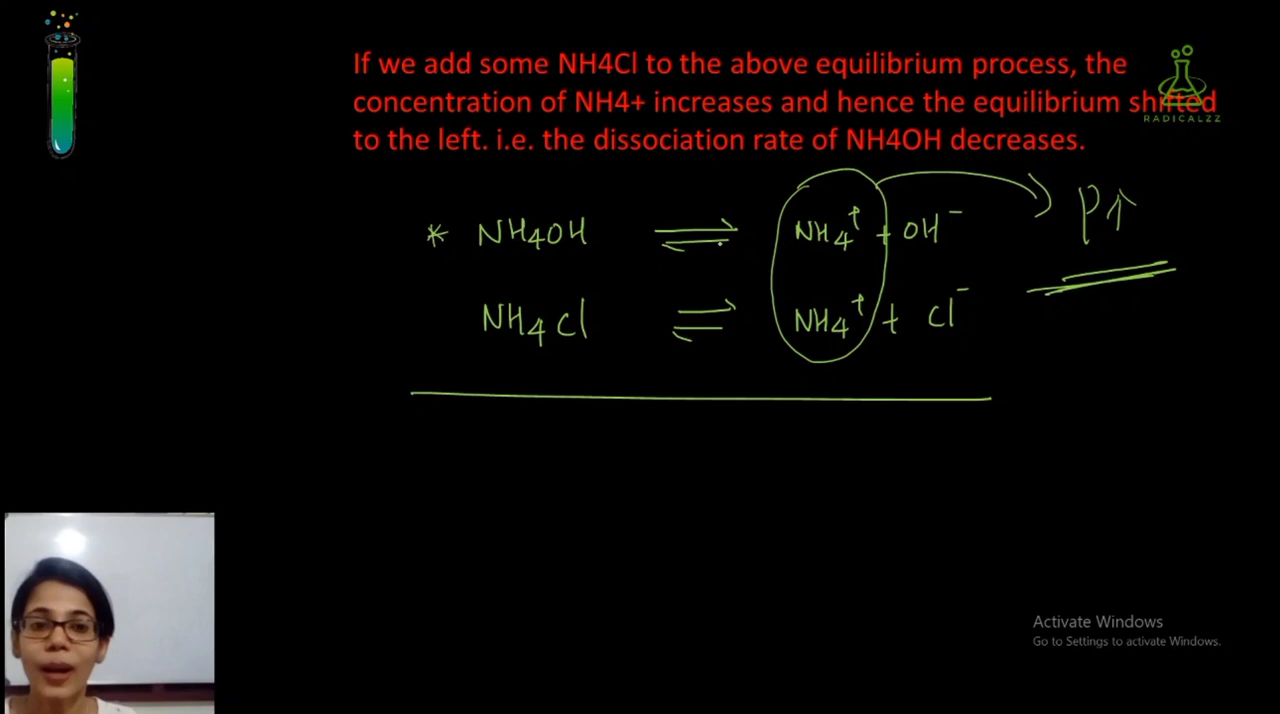 If we add some NH4Cl to the above equilibrium process, the
concentration of NH4+ increases and hence the equilibrium shifted
to the left. i.e. the dissociation rate of NH4OH decreases.
RADICALZZ
* NH₄OH ⇌ NH₄⁺ + OH⁻ P↑
NH₄Cl ⇌ NH₄⁺ + Cl⁻
Activate Windows
Go to Settings to activate Windows.